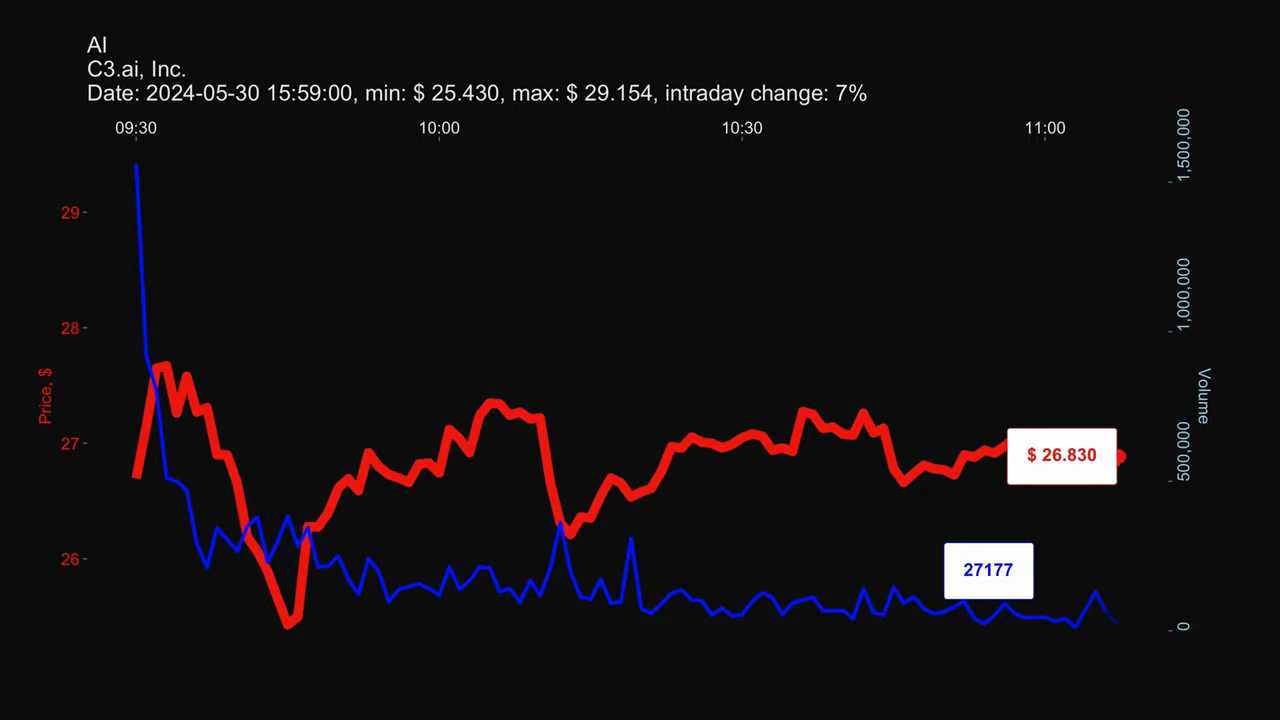 AI
C3.ai, Inc.
Date: 2024-05-30 15:59:00, min: $ 25.430, max: $ 29.154, intraday change: 7%
09:30 10:00 10:30 11:00
1,500,000
29
1,000,000
28
Price, $
Volume
27
$ 26.830
500,000
26
27177
0